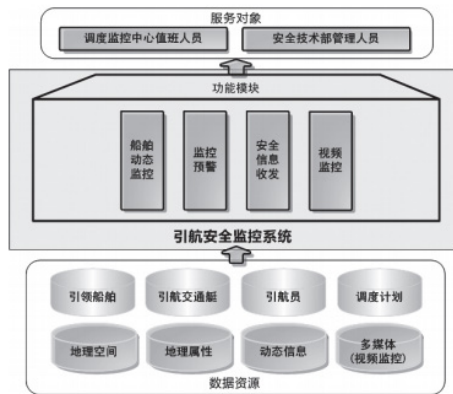 服务对象
调度监控中心值班人员
安全技术部管理人员
功能模块
船舶
动态
监控
监控
预警
安全
信息
收发
视频
监控
引航安全监控系统
引领船舶
引航交通艇
引航员
调度计划
地理空间
地理属性
动态信息
多媒体
(视频监控)
数据资源